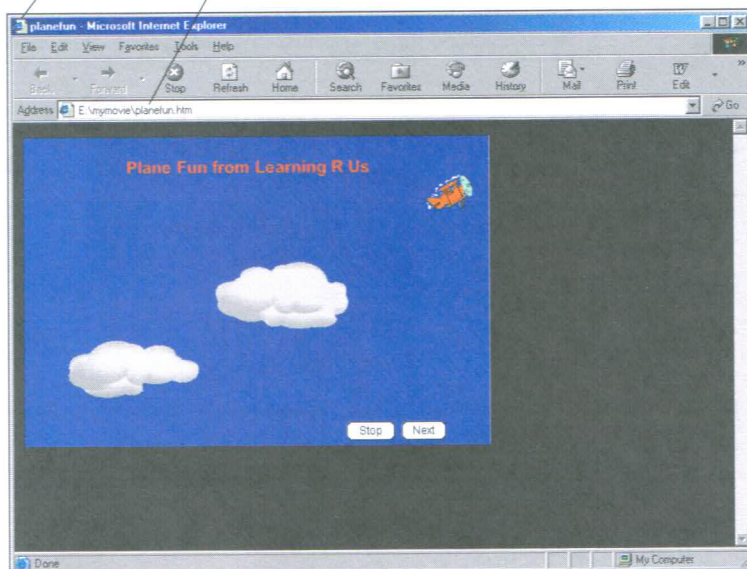 planefun - Microsoft Internet Explorer
File Edit View Favorites Tools Help
Back Forward Stop Refresh Home Search Favorites Media History Mail Print Edit »
Address E:\mymovie\planefun.htm Go
Plane Fun from Learning R Us
Stop Next
Done My Computer